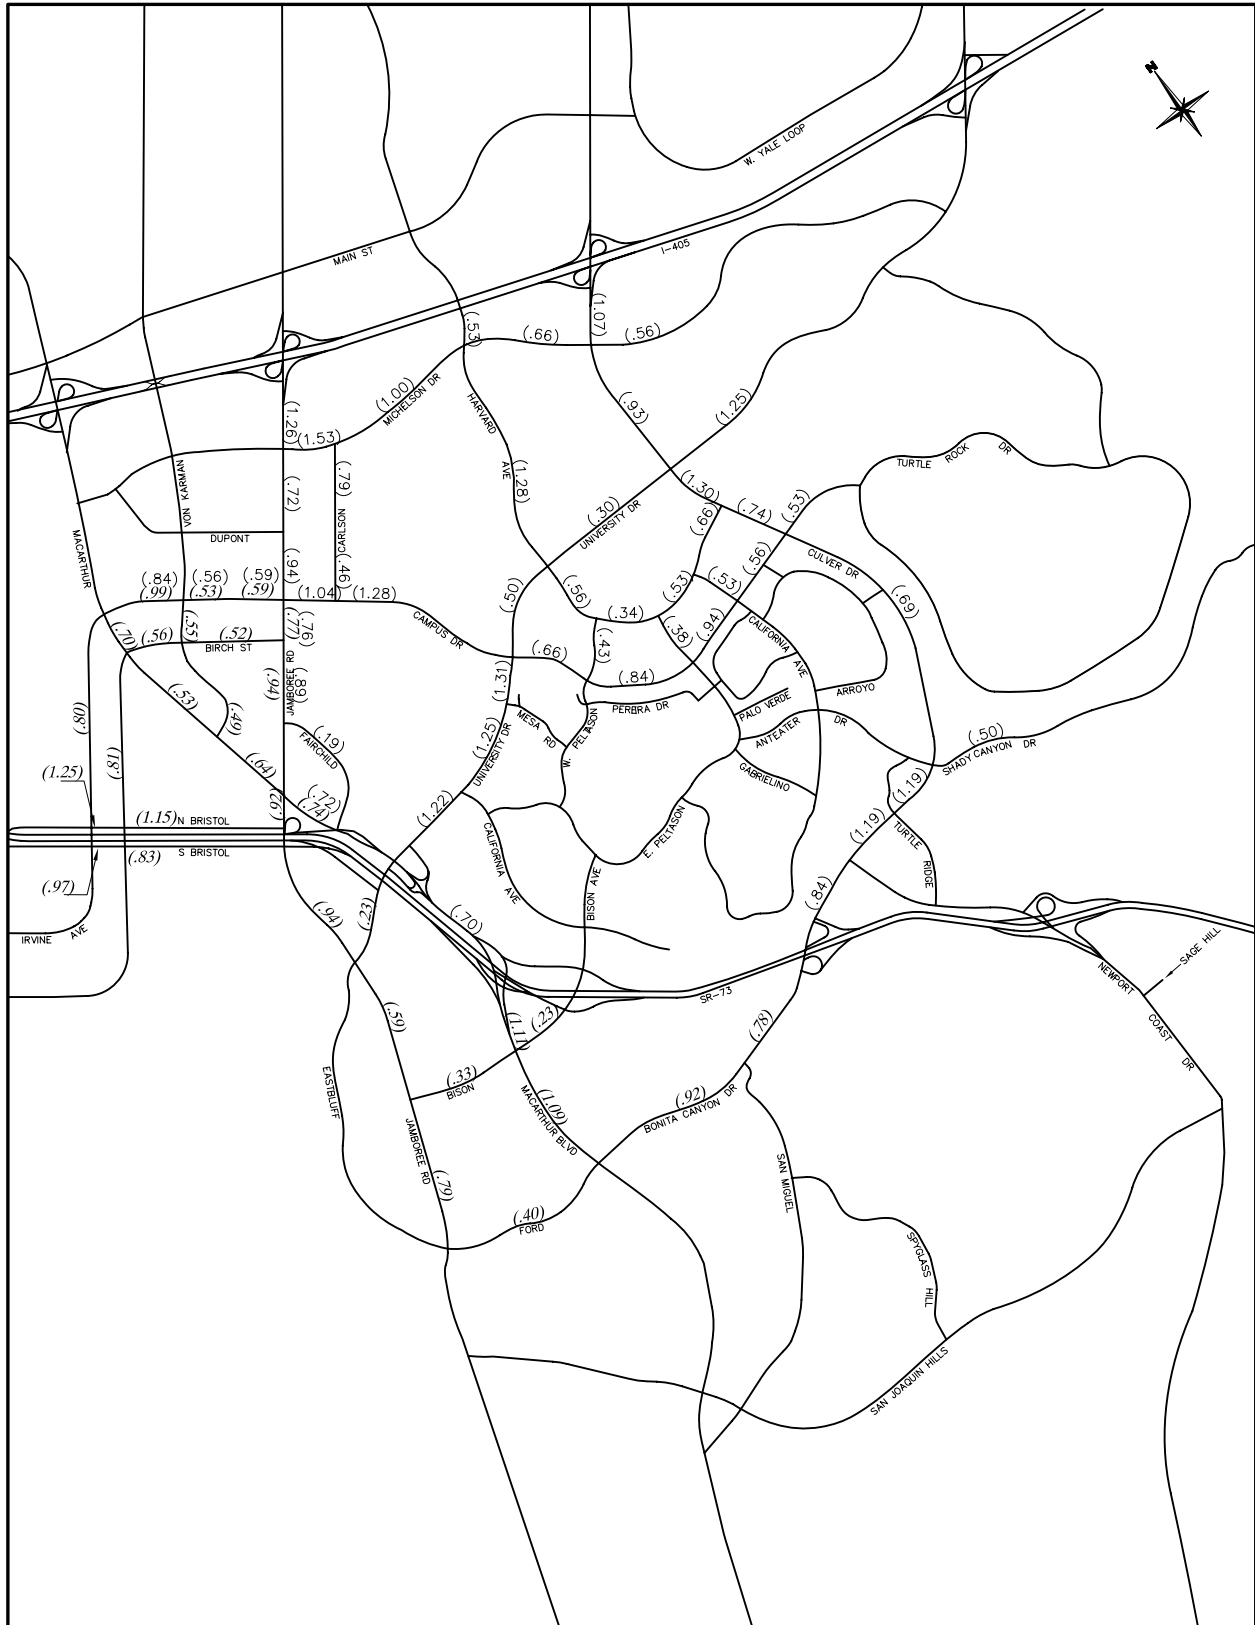 N
W. YALE LOOP
MAIN ST
I-405
(1.07)
(.53)
(.66)
(.56)
(1.00)
MICHELSON DR
HARVARD
AVE
(.93)
(1.25)
(1.26)
(1.53)
TURTLE ROCK DR
VON KARMAN
(.72)
(.79)
CARLSON
(.46)
(1.28)
(1.30)
(.74)
(.53)
(.66)
(.30)
UNIVERSITY DR
MACARTHUR
DUPONT
CULVER DR
(.56)
(.84)
(.99)
(.56)
(.53)
(.59)
(.59)
(.94)
(1.04)
(1.28)
(.50)
(.56)
(.53)
(.53)
(.69)
(.34)
(.38)
(.94)
CALIFORNIA AVE
(.70)
(.56)
(.55)
(.52)
BIRCH ST
(.77)
(.76)
CAMPUS DR
(.66)
(.43)
(.84)
JAMBOREE RD
(.94)
(.89)
(.53)
(.49)
(1.31)
PEREIRA DR
PALO VERDE
ARROYO
ANTEATER DR
MESA RD
W. PELTASON
(.80)
(.81)
(.19)
FAIRCHILD
(1.25)
UNIVERSITY DR
(.50)
SHADY CANYON DR
(.64)
GABRIELINO
(1.25)
(.92)
(.72)
(.74)
(1.22)
(1.19)
(1.19)
TURTLE RIDGE
(1.15)
N BRISTOL
S BRISTOL
(.83)
(.97)
CALIFORNIA AVE
E. PELTASON
BISON AVE
(.84)
IRVINE AVE
(.94)
(.23)
(.70)
SAGE HILL
NEWPORT COAST DR
SR-73
(.59)
(1.11)
(.23)
(.78)
EASTBLUFF
(.33)
BISON
(1.09)
MACARTHUR BLVD
(.92)
BONITA CANYON DR
JAMBOREE RD
(.79)
SAN MIGUEL
(.40)
FORD
SPYGLASS HILL
SAN JOAQUIN HILLS